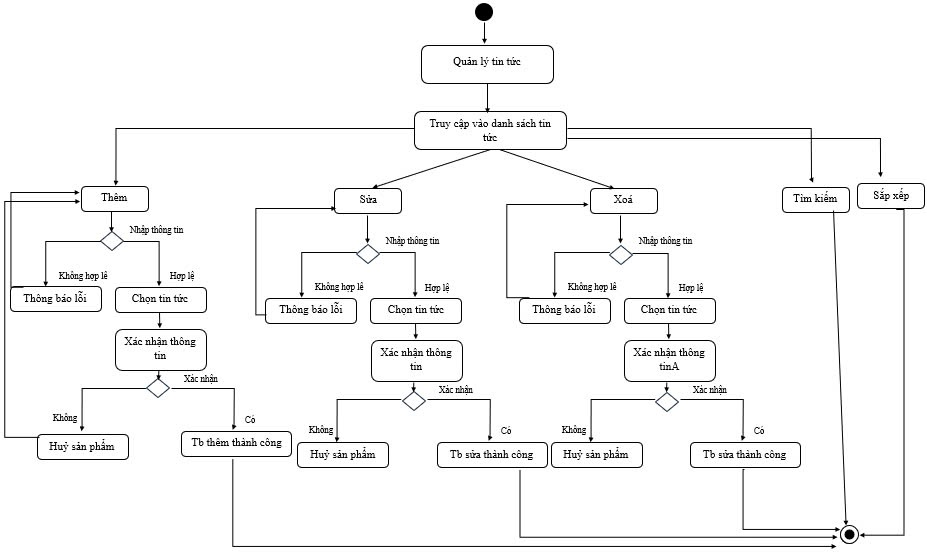 Quản lý tin tức
Truy cập vào danh sách tin
tức
Thêm
Sửa
Xoá
Tìm kiếm
Sắp xếp
Nhập thông tin
Nhập thông tin
Nhập thông tin
Không hợp lê
Hợp lệ
Không hợp lê
Hợp lệ
Không hợp lê
Hợp lệ
Thông báo lỗi
Chọn tin tức
Thông báo lỗi
Chọn tin tức
Thông báo lỗi
Chọn tin tức
Xác nhận thông
tin
Xác nhận thông
tin
Xác nhận thông
tinA
Xác nhận
Xác nhận
Xác nhận
Không
Có
Không
Có
Không
Có
Huỷ sản phẩm
Tb thêm thành công
Huỷ sản phẩm
Tb sửa thành công
Huỷ sản phẩm
Tb sửa thành công